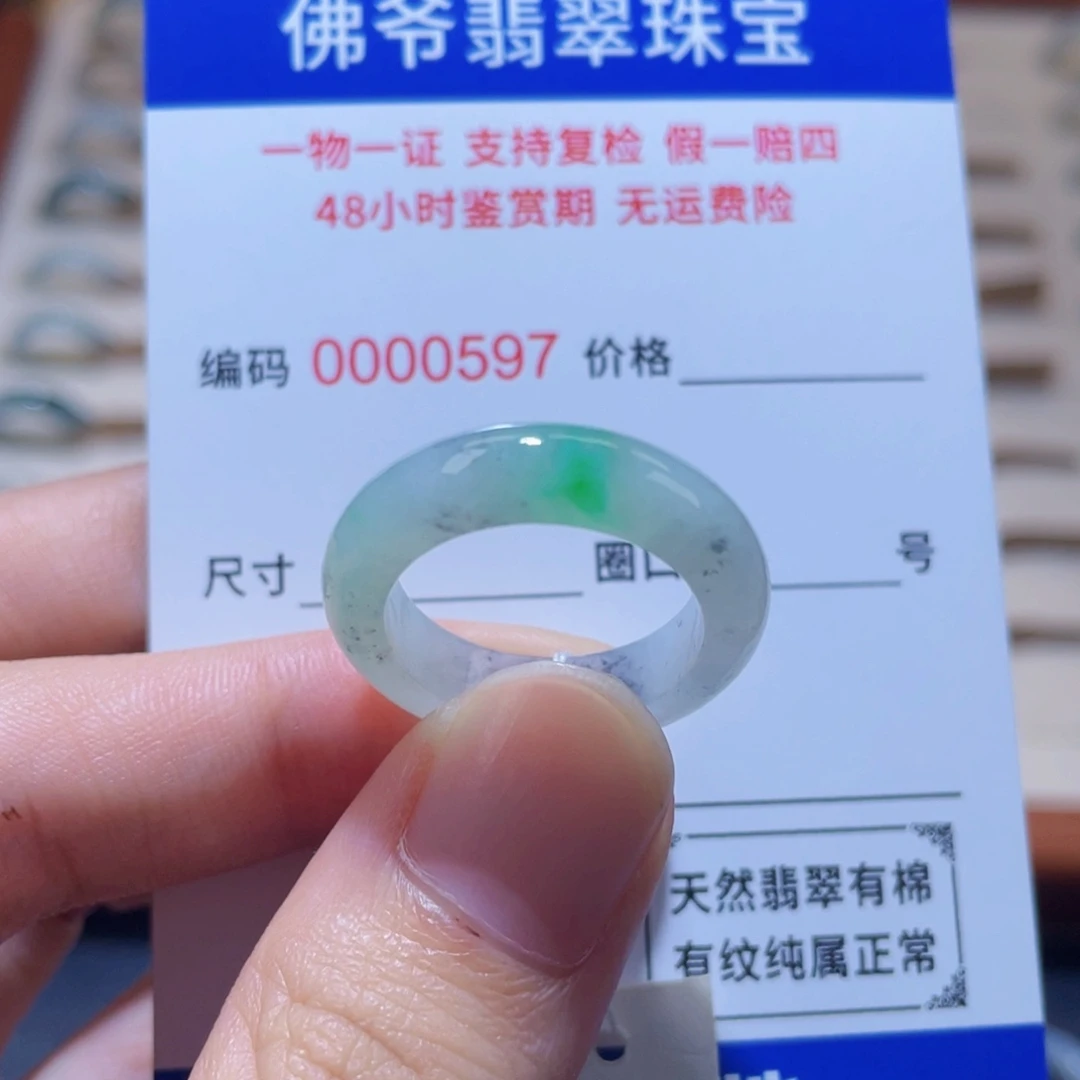 佛爷翡翠珠宝
一物一证 支持复检 假一赔四
48小时鉴赏期 无运费险
编码 0000597 价格
尺寸 圈口 号
天然翡翠有棉
有纹纯属正常